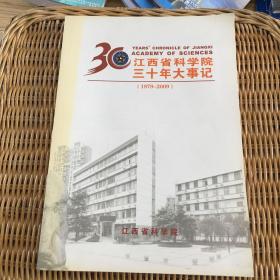 30
YEARS' CHRONICLE OF JIANGXI
ACADEMY OF SCIENCES
江西省科学院
三十年大事记
(1979-2009)
江西省科学院